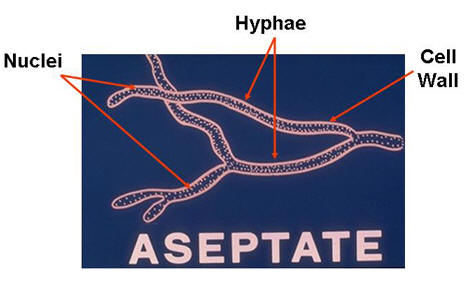 Hyphae
Nuclei
Cell
Wall
ASEPTATE